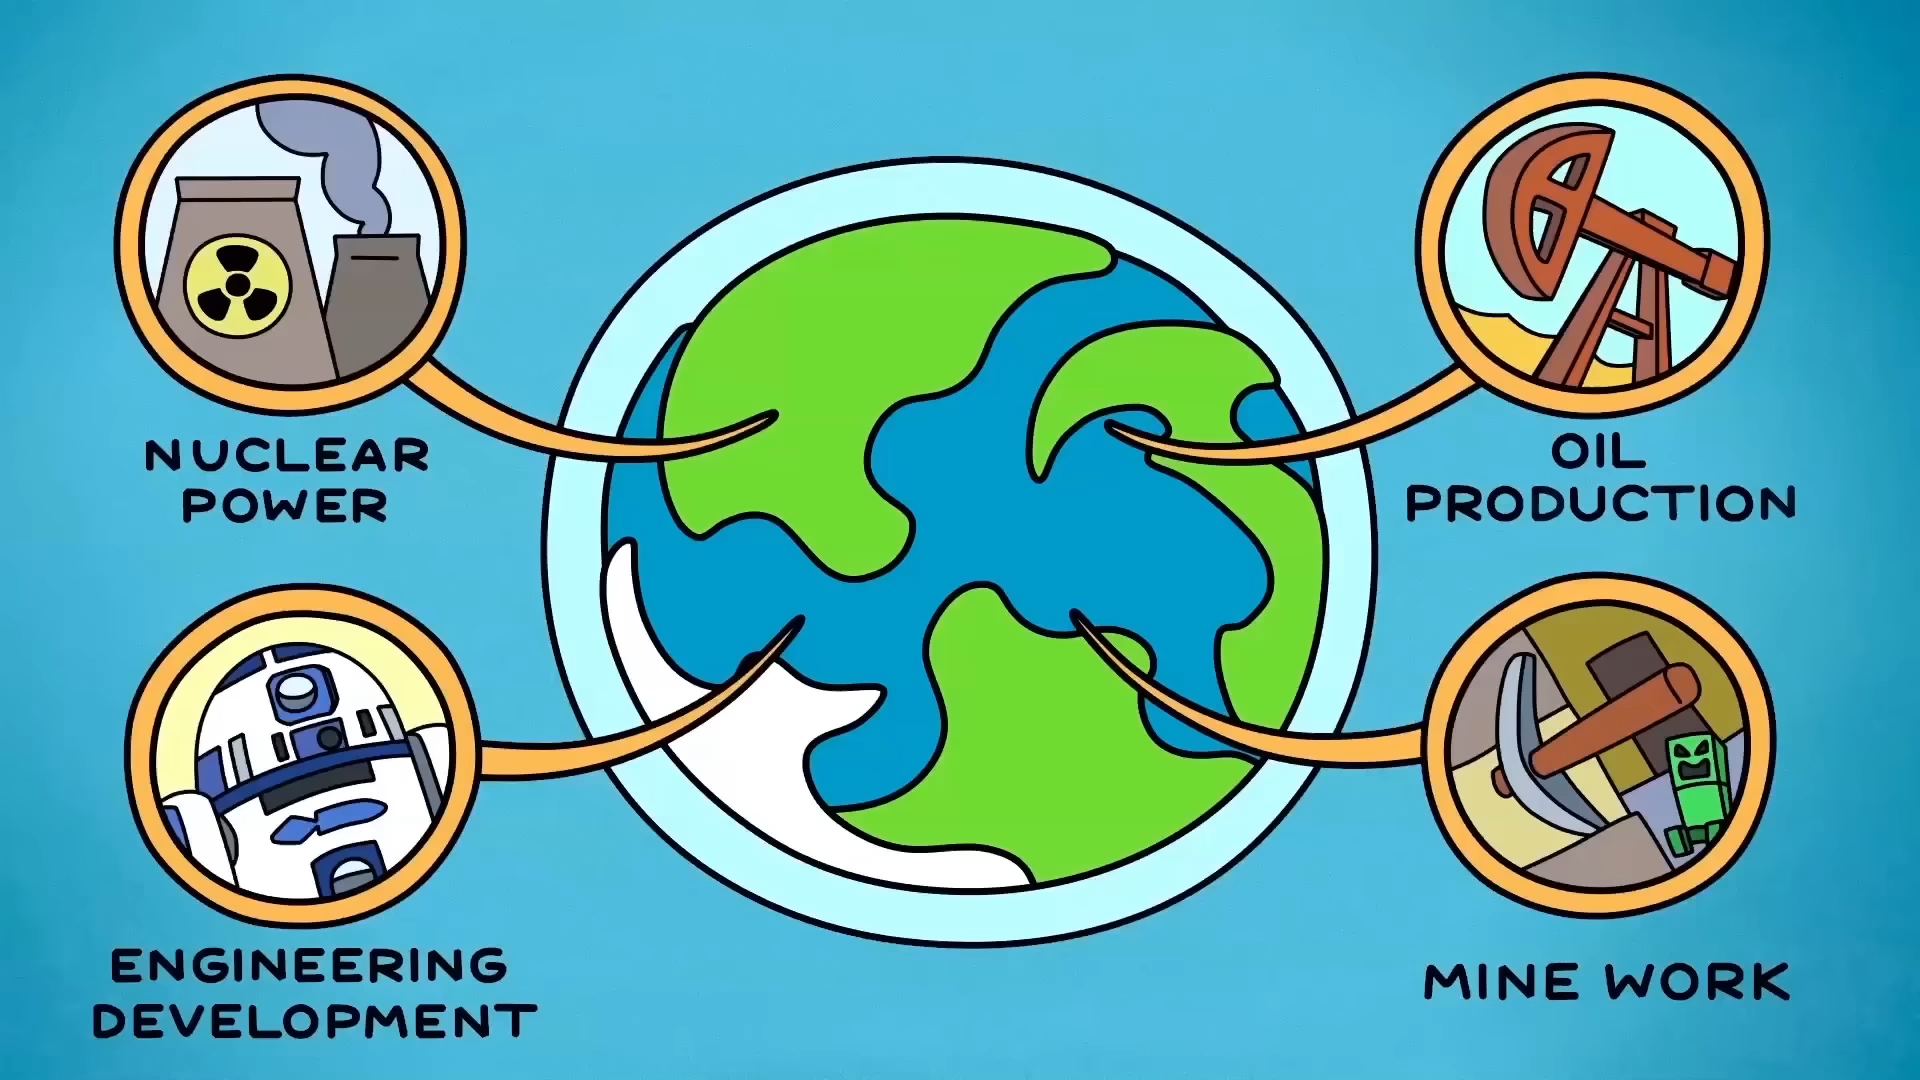 NUCLEAR
POWER
OIL
PRODUCTION
ENGINEERING
DEVELOPMENT
MINE WORK